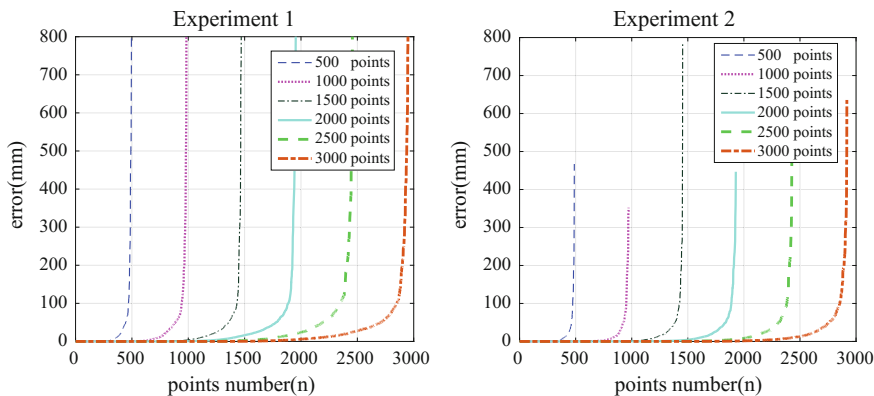 Experiment 1
800
700
600
500
400
300
200
100
0
error(mm)
0 500 1000 1500 2000 2500 3000
points number(n)
500 points
1000 points
1500 points
2000 points
2500 points
3000 points
Experiment 2
800
700
600
500
400
300
200
100
0
error(mm)
0 500 1000 1500 2000 2500 3000
points number(n)
500 points
1000 points
1500 points
2000 points
2500 points
3000 points